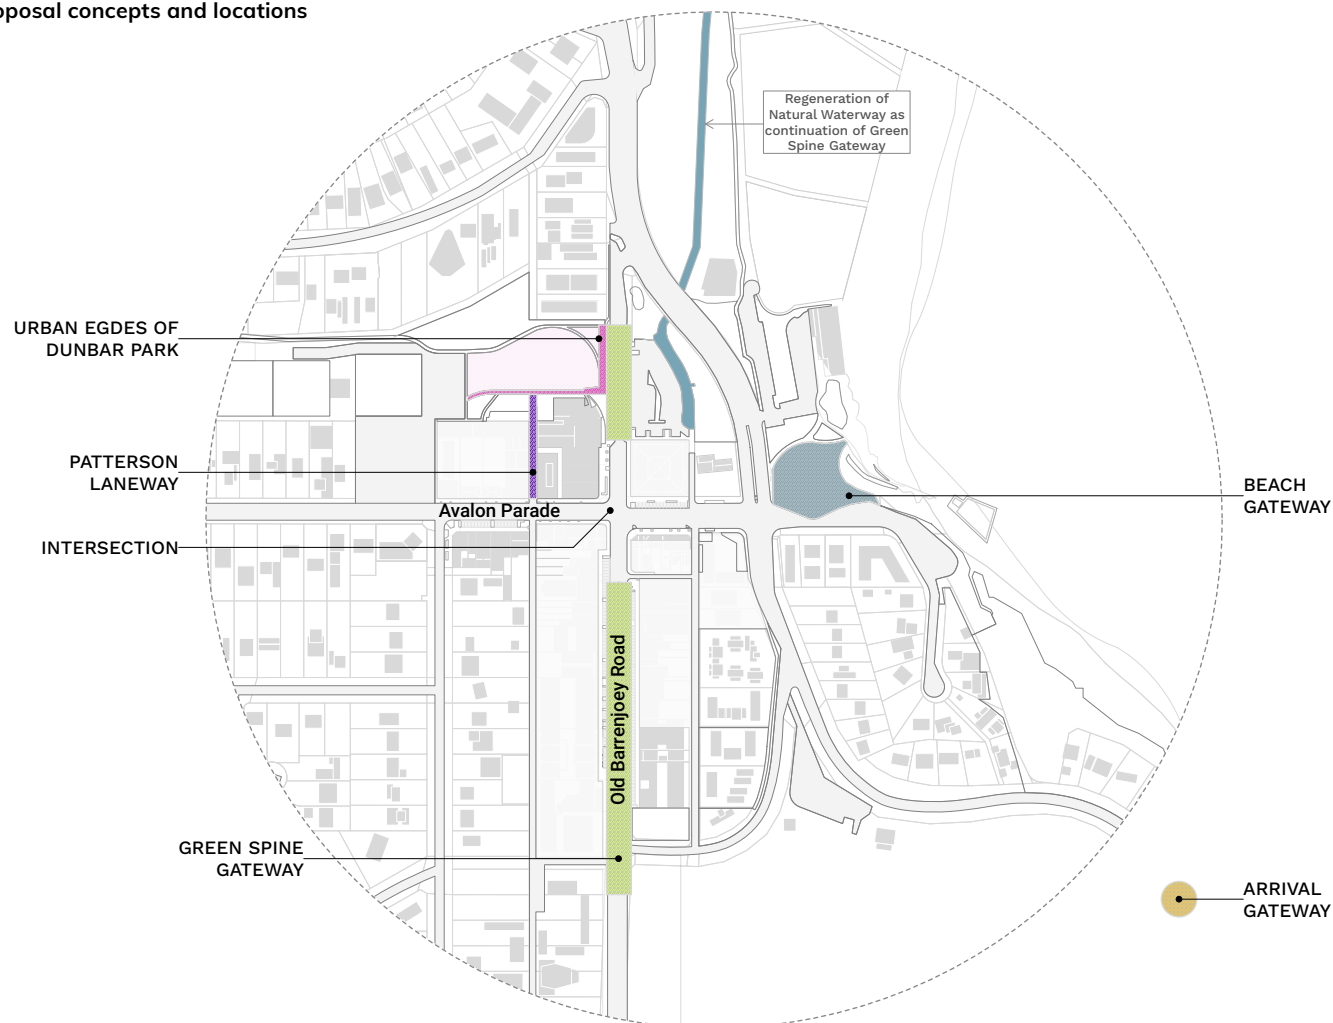 posal concepts and locations
Regeneration of
Natural Waterway as
continuation of Green
Spine Gateway
URBAN EGDES OF
DUNBAR PARK
PATTERSON
LANEWAY
Avalon Parade
INTERSECTION
BEACH
GATEWAY
Old Barrenjoey Road
GREEN SPINE
GATEWAY
ARRIVAL
GATEWAY